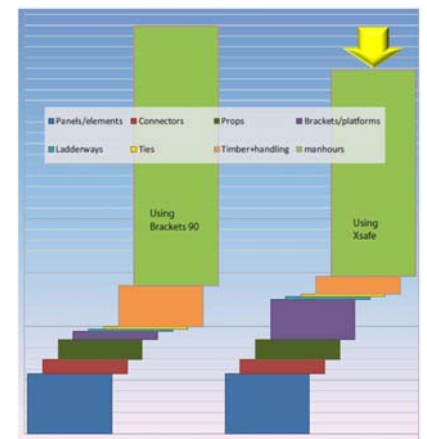 Panels/elements Connectors Props Brackets/platforms
Ladderways Ties Timber+handling manhours
Using
Brackets 90
Using
Xsafe